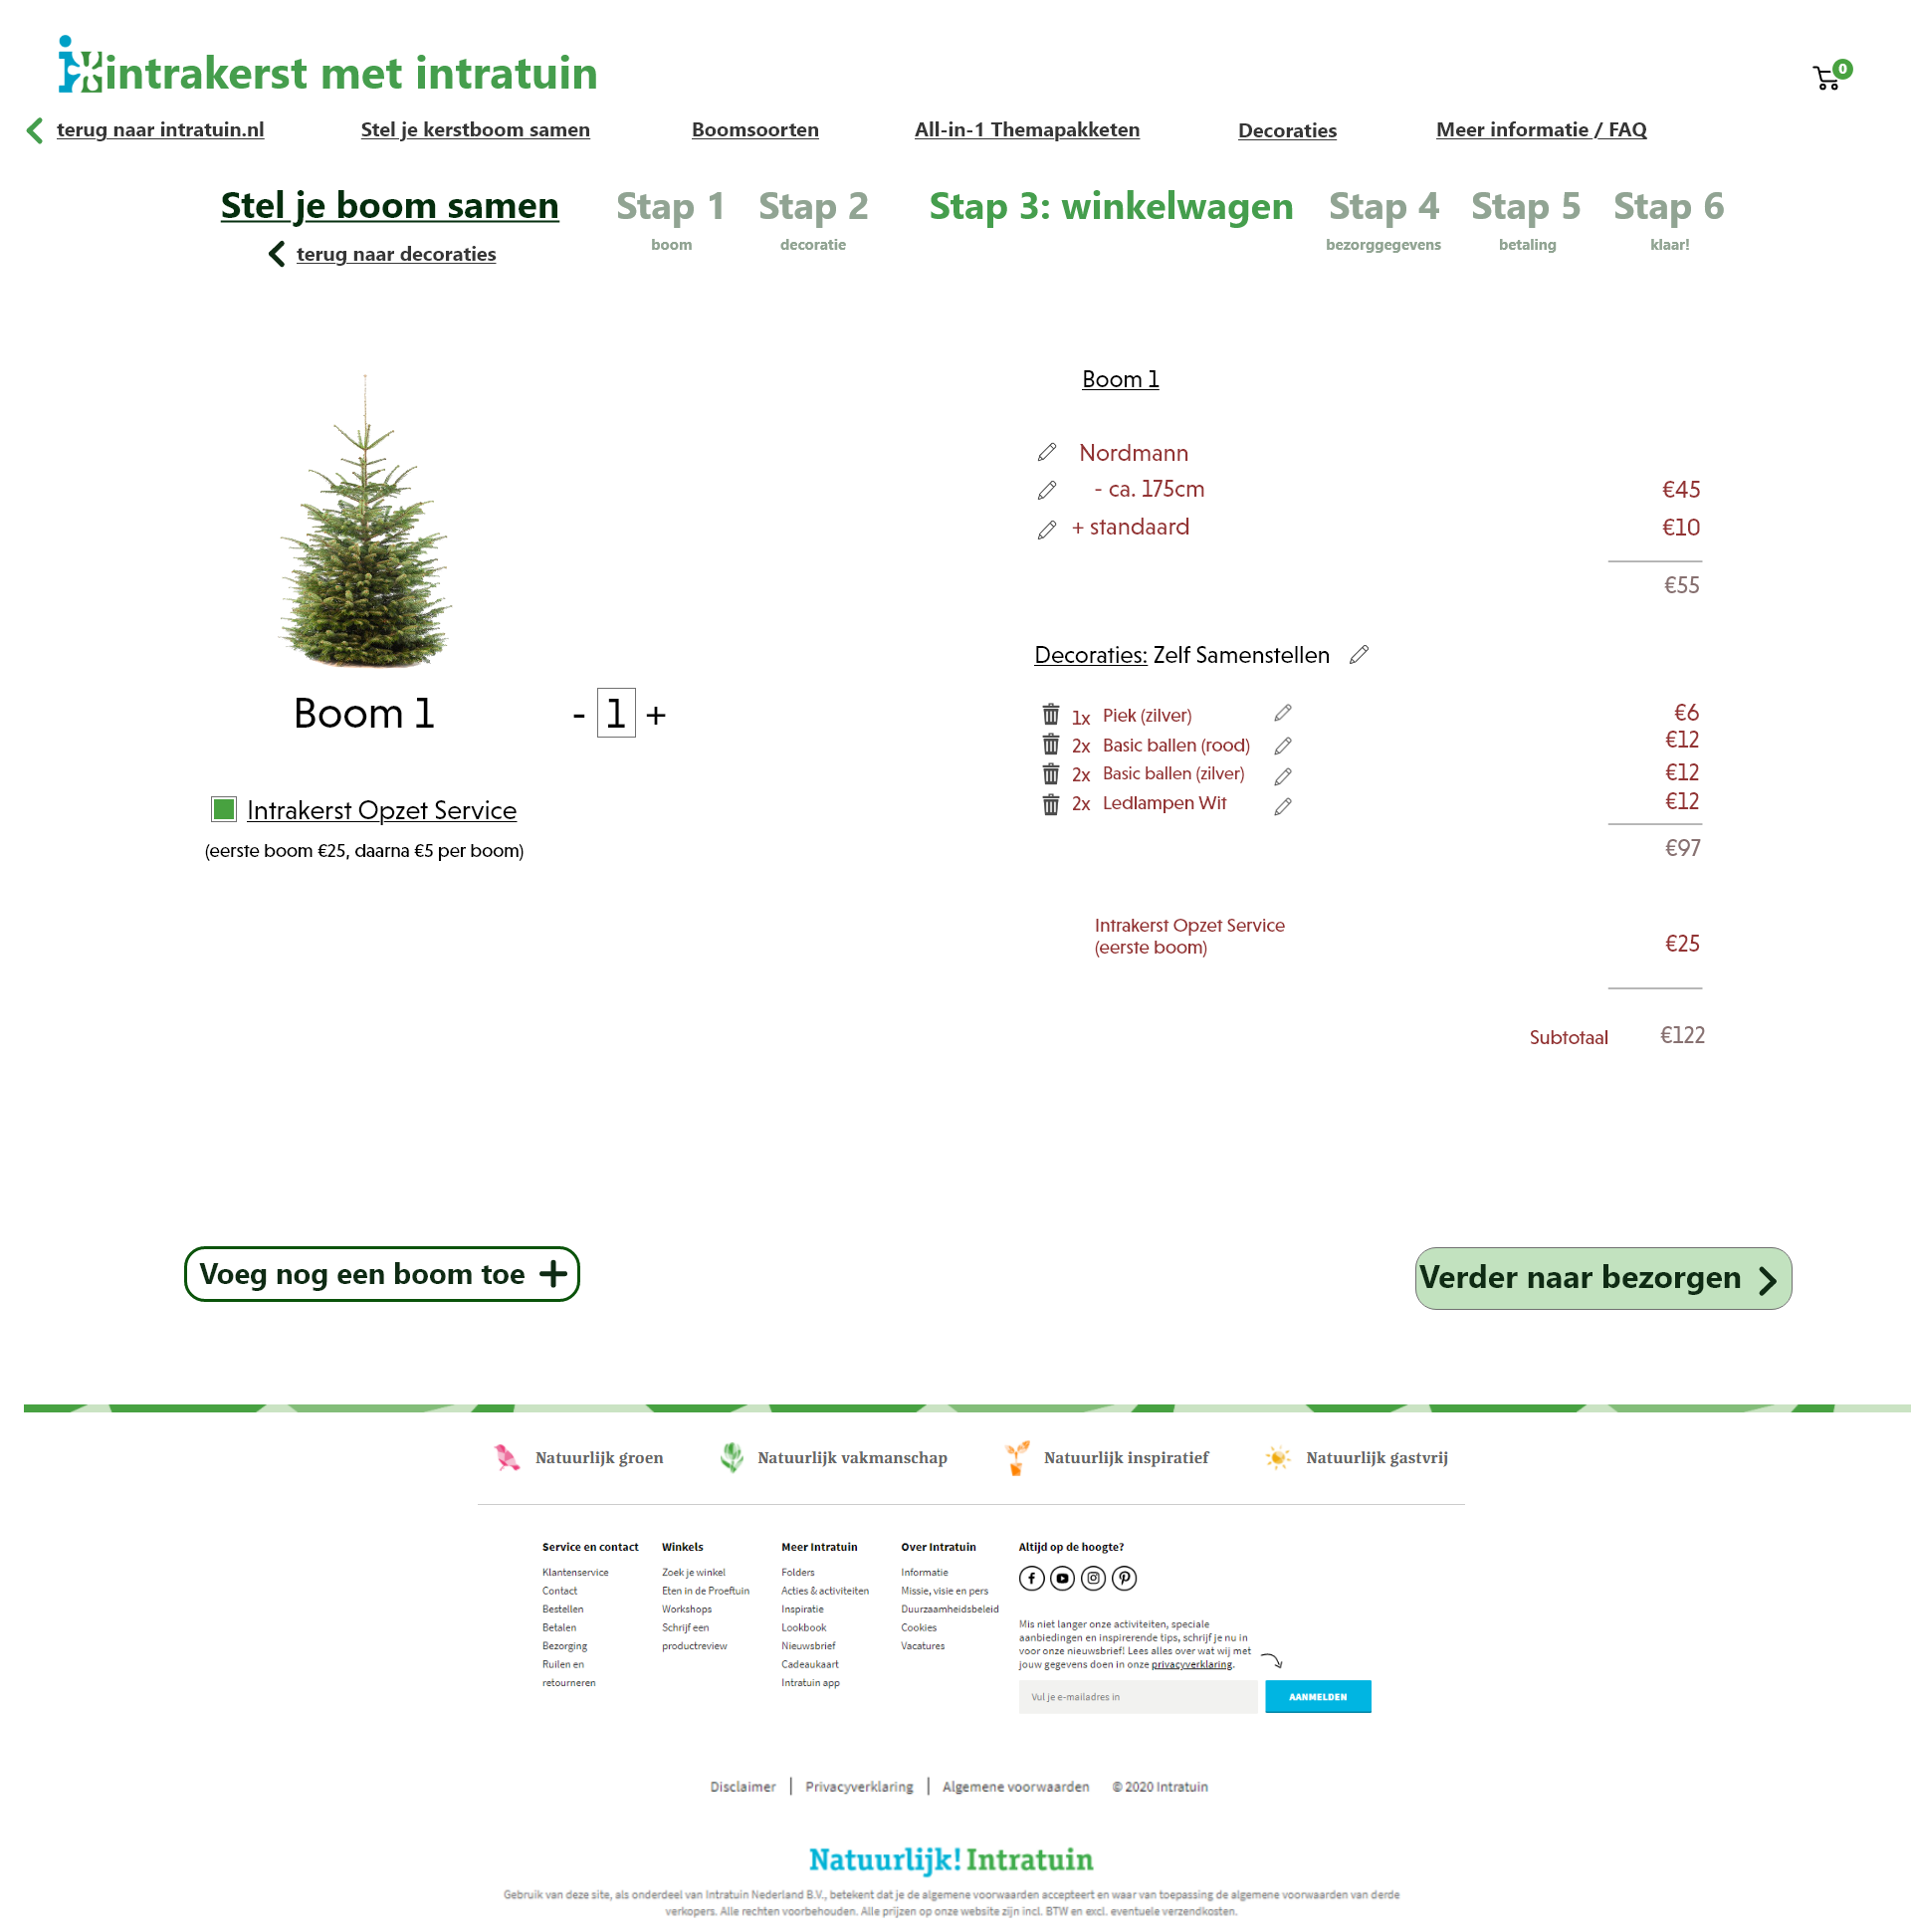 intrakerst met intratuin
0
terug naar intratuin.nl
Stel je kerstboom samen
Boomsoorten
All-in-1 Themapakketen
Decoraties
Meer informatie / FAQ
Stel je boom samen
terug naar decoraties
Stap 1
boom
Stap 2
decoratie
Stap 3: winkelwagen
Stap 4
bezorggegevens
Stap 5
betaling
Stap 6
klaar!
Boom 1
- 1 +
Intrakerst Opzet Service
(eerste boom €25, daarna €5 per boom)
Boom 1
Nordmann
- ca. 175cm €45
+ standaard €10
€55
Decoraties: Zelf Samenstellen
1x Piek (zilver) €6
2x Basic ballen (rood) €12
2x Basic ballen (zilver) €12
2x Ledlampen Wit €12
€97
Intrakerst Opzet Service
(eerste boom) €25
Subtotaal €122
Voeg nog een boom toe +
Verder naar bezorgen
Natuurlijk groen
Natuurlijk vakmanschap
Natuurlijk inspiratief
Natuurlijk gastvrij
Service en contact
Klantenservice
Contact
Bestellen
Betalen
Bezorging
Ruilen en
retourneren
Winkels
Zoek je winkel
Eten in de Proeftuin
Workshops
Schrijf een
productreview
Meer Intratuin
Folders
Acties & activiteiten
Inspiratie
Lookbook
Nieuwsbrief
Cadeaukaart
Intratuin app
Over Intratuin
Informatie
Missie, visie en pers
Duurzaamheidsbeleid
Cookies
Vacatures
Altijd op de hoogte?
Mis niet langer onze activiteiten, speciale
aanbiedingen en inspirerende tips, schrijf je nu in
voor onze nieuwsbrief! Lees alles over wat wij met
jouw gegevens doen in onze privacyverklaring.
Vul je e-mailadres in
AANMELDEN
Disclaimer | Privacyverklaring | Algemene voorwaarden © 2020 Intratuin
Natuurlijk! Intratuin
Gebruik van deze site, als onderdeel van Intratuin Nederland B.V., betekent dat je de algemene voorwaarden accepteert en waar van toepassing de algemene voorwaarden van derde
verkopers. Alle rechten voorbehouden. Alle prijzen op onze website zijn incl. BTW en excl. eventuele verzendkosten.